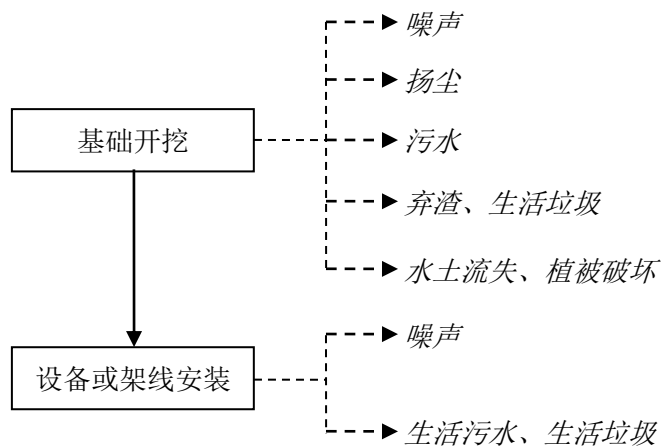 噪声
扬尘
基础开挖
污水
弃渣、生活垃圾
水土流失、植被破坏
噪声
设备或架线安装
生活污水、生活垃圾